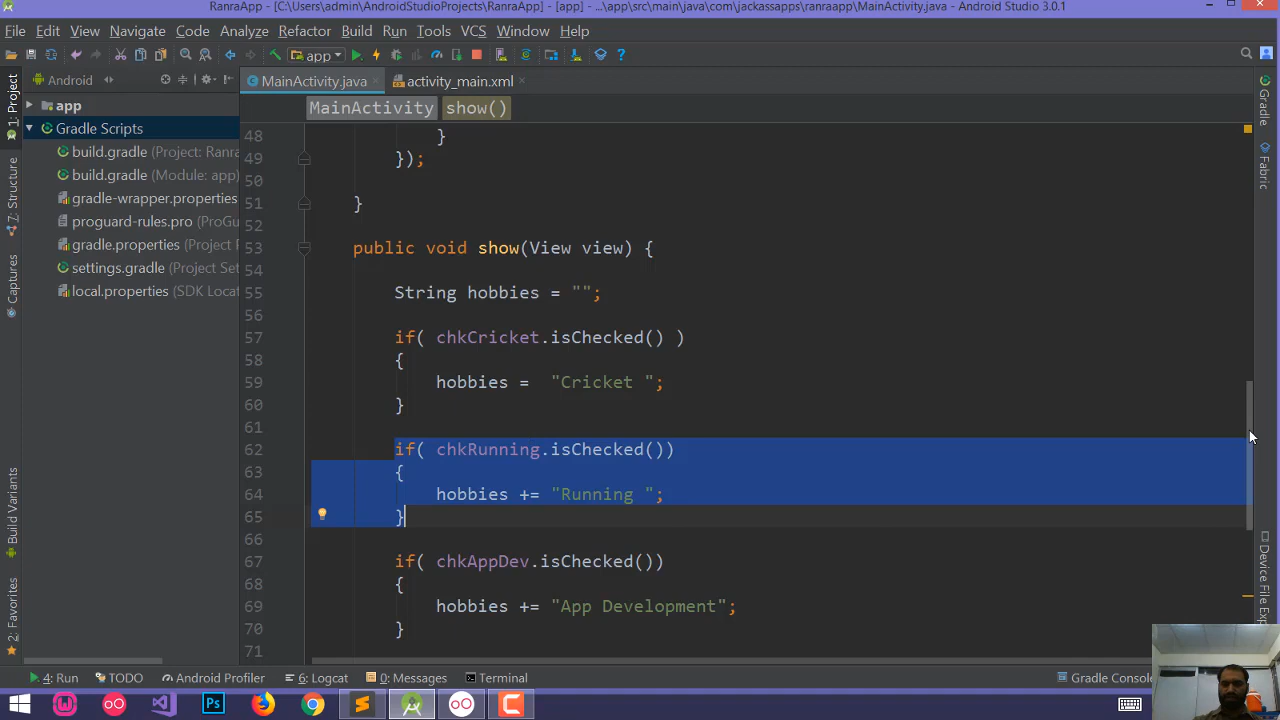 RanraApp - [C:\Users\admin\AndroidStudioProjects\RanraApp] - [app] - ...\app\src\main\java\com\jackassapps\ranraapp\MainActivity.java - Android Studio 3.0.1
File Edit View Navigate Code Analyze Refactor Build Run Tools VCS Window Help
app
Android
MainActivity.java
activity_main.xml
MainActivity show()
1: Project
7: Structure
Captures
Build Variants
2: Favorites
app
Gradle Scripts
build.gradle (Project: Ranra
build.gradle (Module: app)
gradle-wrapper.properties
proguard-rules.pro (ProGu
gradle.properties (Project F
settings.gradle (Project Set
local.properties (SDK Locat
48 }
49 });
50
51 }
52
53 public void show(View view) {
54
55 String hobbies = "";
56
57 if( chkCricket.isChecked() )
58 {
59 hobbies = "Cricket ";
60 }
61
62 if( chkRunning.isChecked())
63 {
64 hobbies += "Running ";
65 }
66
67 if( chkAppDev.isChecked())
68 {
69 hobbies += "App Development";
70 }
71
Gradle
Fabric
Device File Exp
4: Run TODO Android Profiler 6: Logcat 0: Messages Terminal Gradle Conso